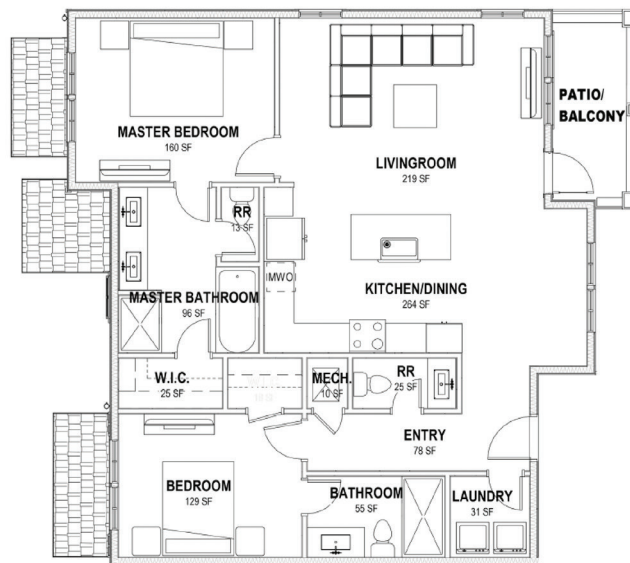 MASTER BEDROOM
160 SF
LIVINGROOM
219 SF
PATIO/
BALCONY
RR
13 SF
MWO
KITCHEN/DINING
264 SF
MASTER BATHROOM
96 SF
W.I.C.
25 SF
MECH.
10 SF
RR
25 SF
ENTRY
78 SF
BEDROOM
129 SF
BATHROOM
55 SF
LAUNDRY
31 SF